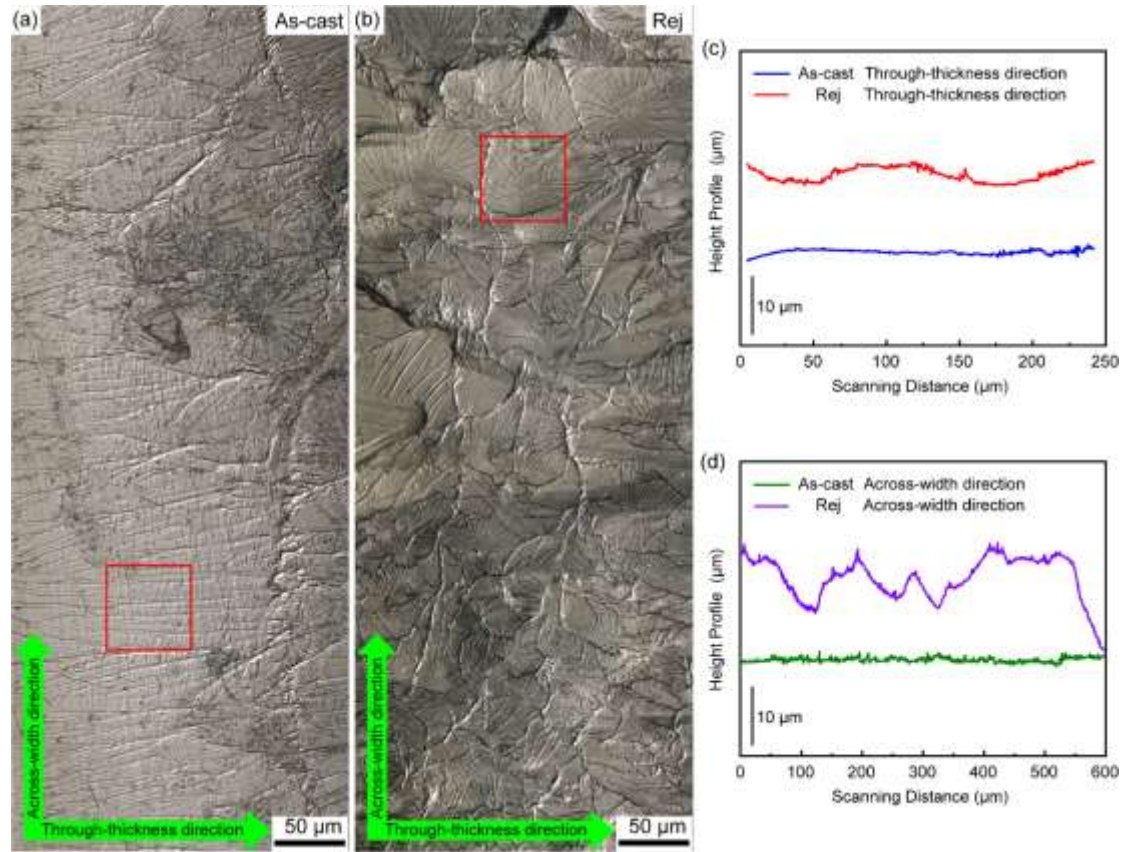 (a)
As-cast
Across-width direction
Through-thickness direction
50 µm
(b)
Rej
Across-width direction
Through-thickness direction
50 µm
(c)
As-cast Through-thickness direction
Rej Through-thickness direction
Height Profile (µm)
10 µm
0 50 100 150 200 250
Scanning Distance (µm)
(d)
As-cast Across-width direction
Rej Across-width direction
Height Profile (µm)
10 µm
0 100 200 300 400 500 600
Scanning Distance (µm)